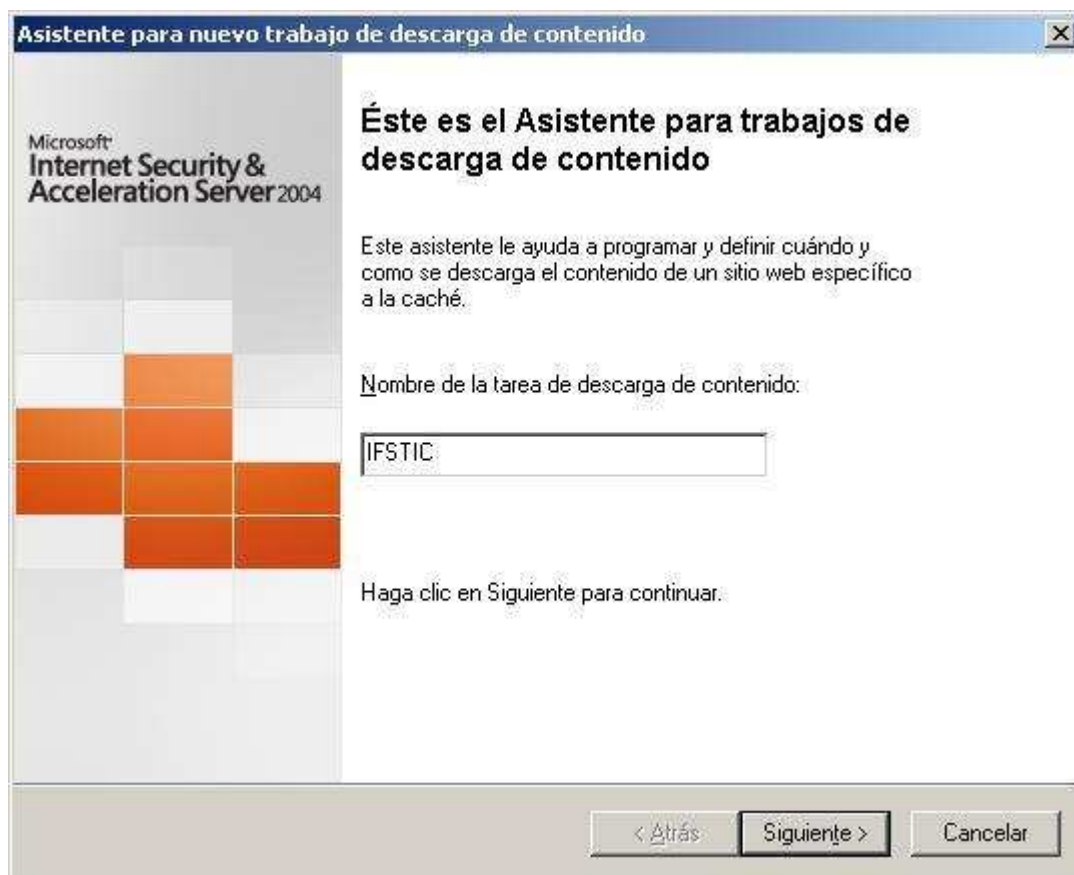 Asistente para nuevo trabajo de descarga de contenido
Microsoft
Internet Security &
Acceleration Server 2004
Éste es el Asistente para trabajos de
descarga de contenido
Este asistente le ayuda a programar y definir cuándo y
como se descarga el contenido de un sitio web específico
a la caché.
Nombre de la tarea de descarga de contenido:
IFSTIC
Haga clic en Siguiente para continuar.
< Atrás
Siguiente >
Cancelar